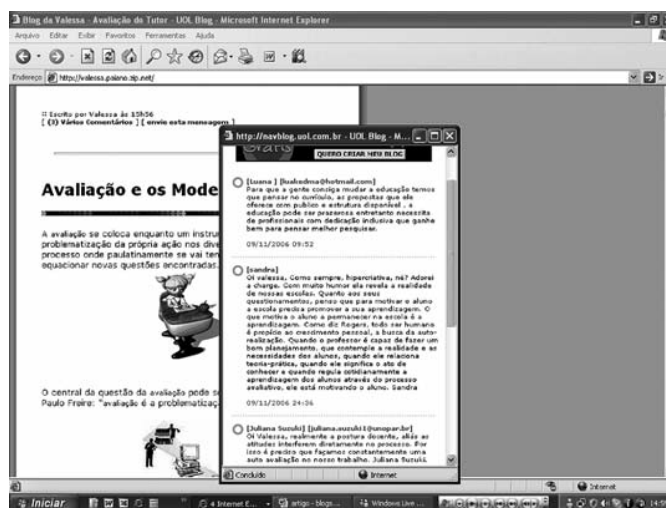 Blog da Valessa - Avaliação do Tutor - UOL Blog - Microsoft Internet Explorer
Arquivo Editar Exibir Favoritos Ferramentas Ajuda
Endereço http://valessa.paiano.zip.net/
:: Escrito por Valessa às 15h56
[ (3) Vários Comentários ] [ envie esta mensagem ]
Avaliação e os Mode
A avaliação se coloca enquanto um instru
problematização da própria ação nos dive
processo onde paulatinamente se vai ten
equacionar novas questões encontradas.
O central da questão da avaliação pode s
Paulo Freire: "avaliação é a problematizaç
http://navblog.uol.com.br - UOL Blog - M...
QUERO CRIAR MEU BLOG
[Luana ] [luakedma@hotmail.com]
Para que a gente consiga mudar a educação temos
que pensar no currículo, as propostas que ele
oferece com publico e estrutura disponível , a
educação pode ser prazerosa entretanto necessita
de profissionais com dedicação inclusiva que ganhe
bem para pensar melhor pesquisar.
09/11/2006 09:52
[sandra]
Oi valessa, Como sempre, hipercriativa, né? Adorei
a charge. Com muito humor ela revela a realidade
de nossas escolas. Quanto aos seus
questionamentos, penso que para motivar o aluno
a escola precisa promover a sua aprendizagem. O
que motiva o aluno a permanecer na escola é a
aprendizagem. Como diz Rogers, todo ser humano
é propício ao crescimento pessoal, a busca da auto-
realização. Quando o professor é capaz de fazer um
bom planejamento, que contemple a realidade e as
necessidades dos alunos, quando ele relaciona
teoria-prática, quando ele significa o ato de
conhecer e quando regula cotidianamente a
aprendizagem dos alunos através do processo
avaliativo, ele está motivando o aluno. Sandra
09/11/2006 24:36
[Juliana Suzuki] [juliana.suzuki1@unopar.br]
Oi Valessa, realmente a postura docente, aliás as
atitudes interferem diretamente no processo. Por
isso é preciso que façamos constantemente uma
auto avaliação no nosso trabalho. Juliana Suzuki
Concluído Internet
Internet
Iniciar 4 Internet E... artigo - blogs... Windows Live ... 14:59